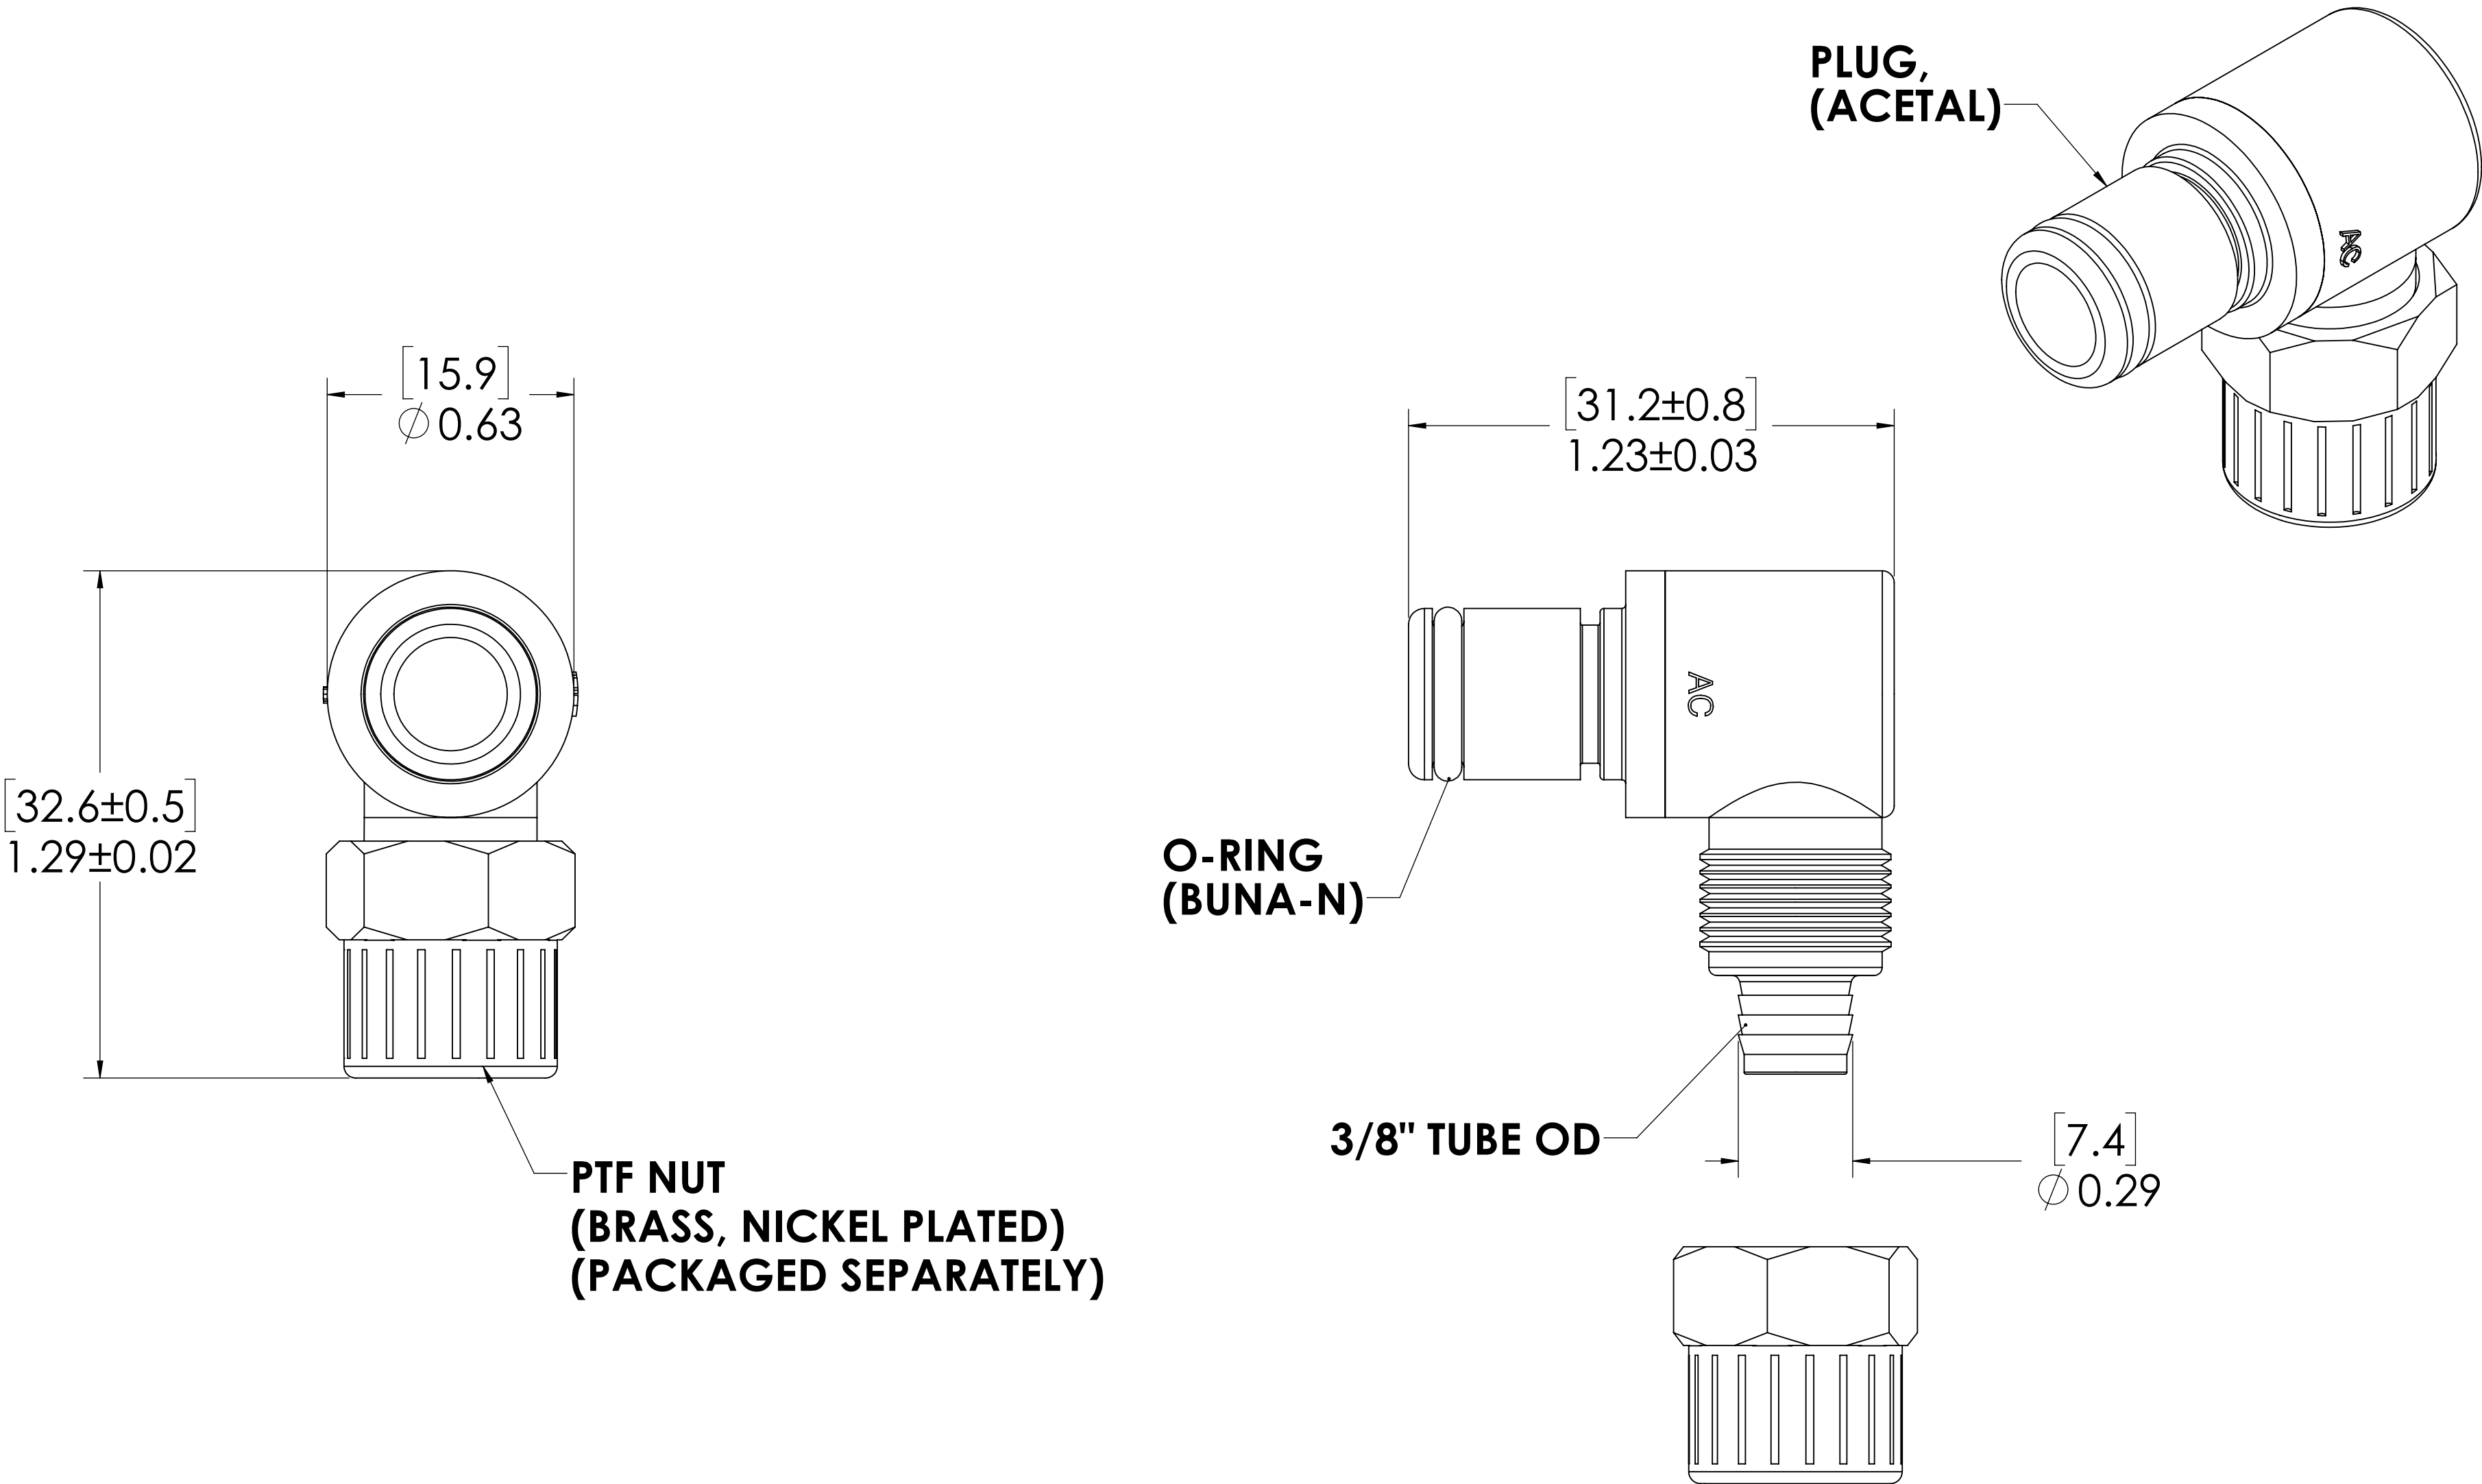 PLUG,
(ACETAL)
AC
[15.9]
∅ 0.63
[31.2±0.8]
1.23±0.03
AC
[32.6±0.5]
1.29±0.02
O-RING
(BUNA-N)
3/8" TUBE OD
[7.4]
∅ 0.29
PTF NUT
(BRASS, NICKEL PLATED)
(PACKAGED SEPARATELY)